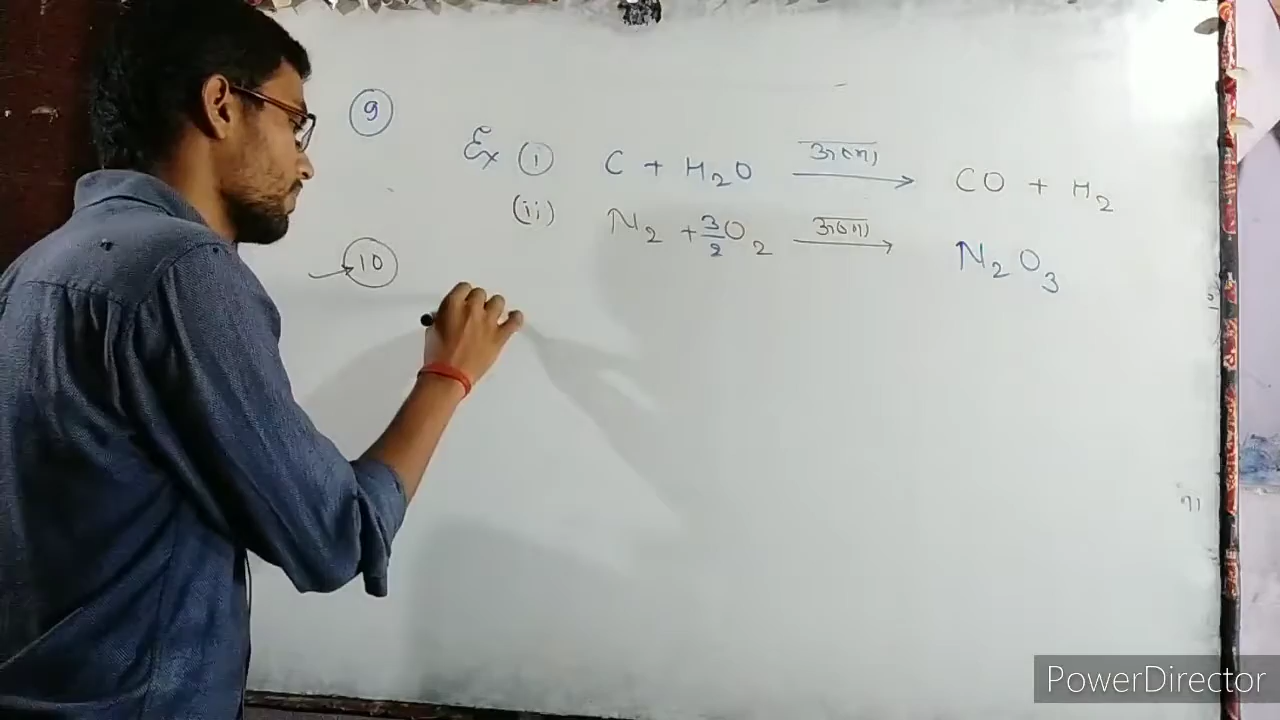 9
Ex (i) C + H₂O ऊष्मा → CO + H₂
(ii) N₂ + 3/2 O₂ ऊष्मा → N₂O₃
→ 10
PowerDirector